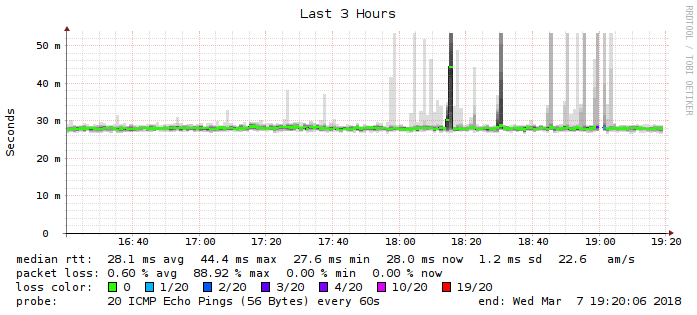 Last 3 Hours
RRDTOOL / TOBI OETIKER
Seconds
50 m
40 m
30 m
20 m
10 m
0
16:40 17:00 17:20 17:40 18:00 18:20 18:40 19:00 19:20
median rtt: 28.1 ms avg 44.4 ms max 27.6 ms min 28.0 ms now 1.2 ms sd 22.6 am/s
packet loss: 0.60 % avg 88.92 % max 0.00 % min 0.00 % now
loss color: 0 1/20 2/20 3/20 4/20 10/20 19/20
probe: 20 ICMP Echo Pings (56 Bytes) every 60s end: Wed Mar 7 19:20:06 2018